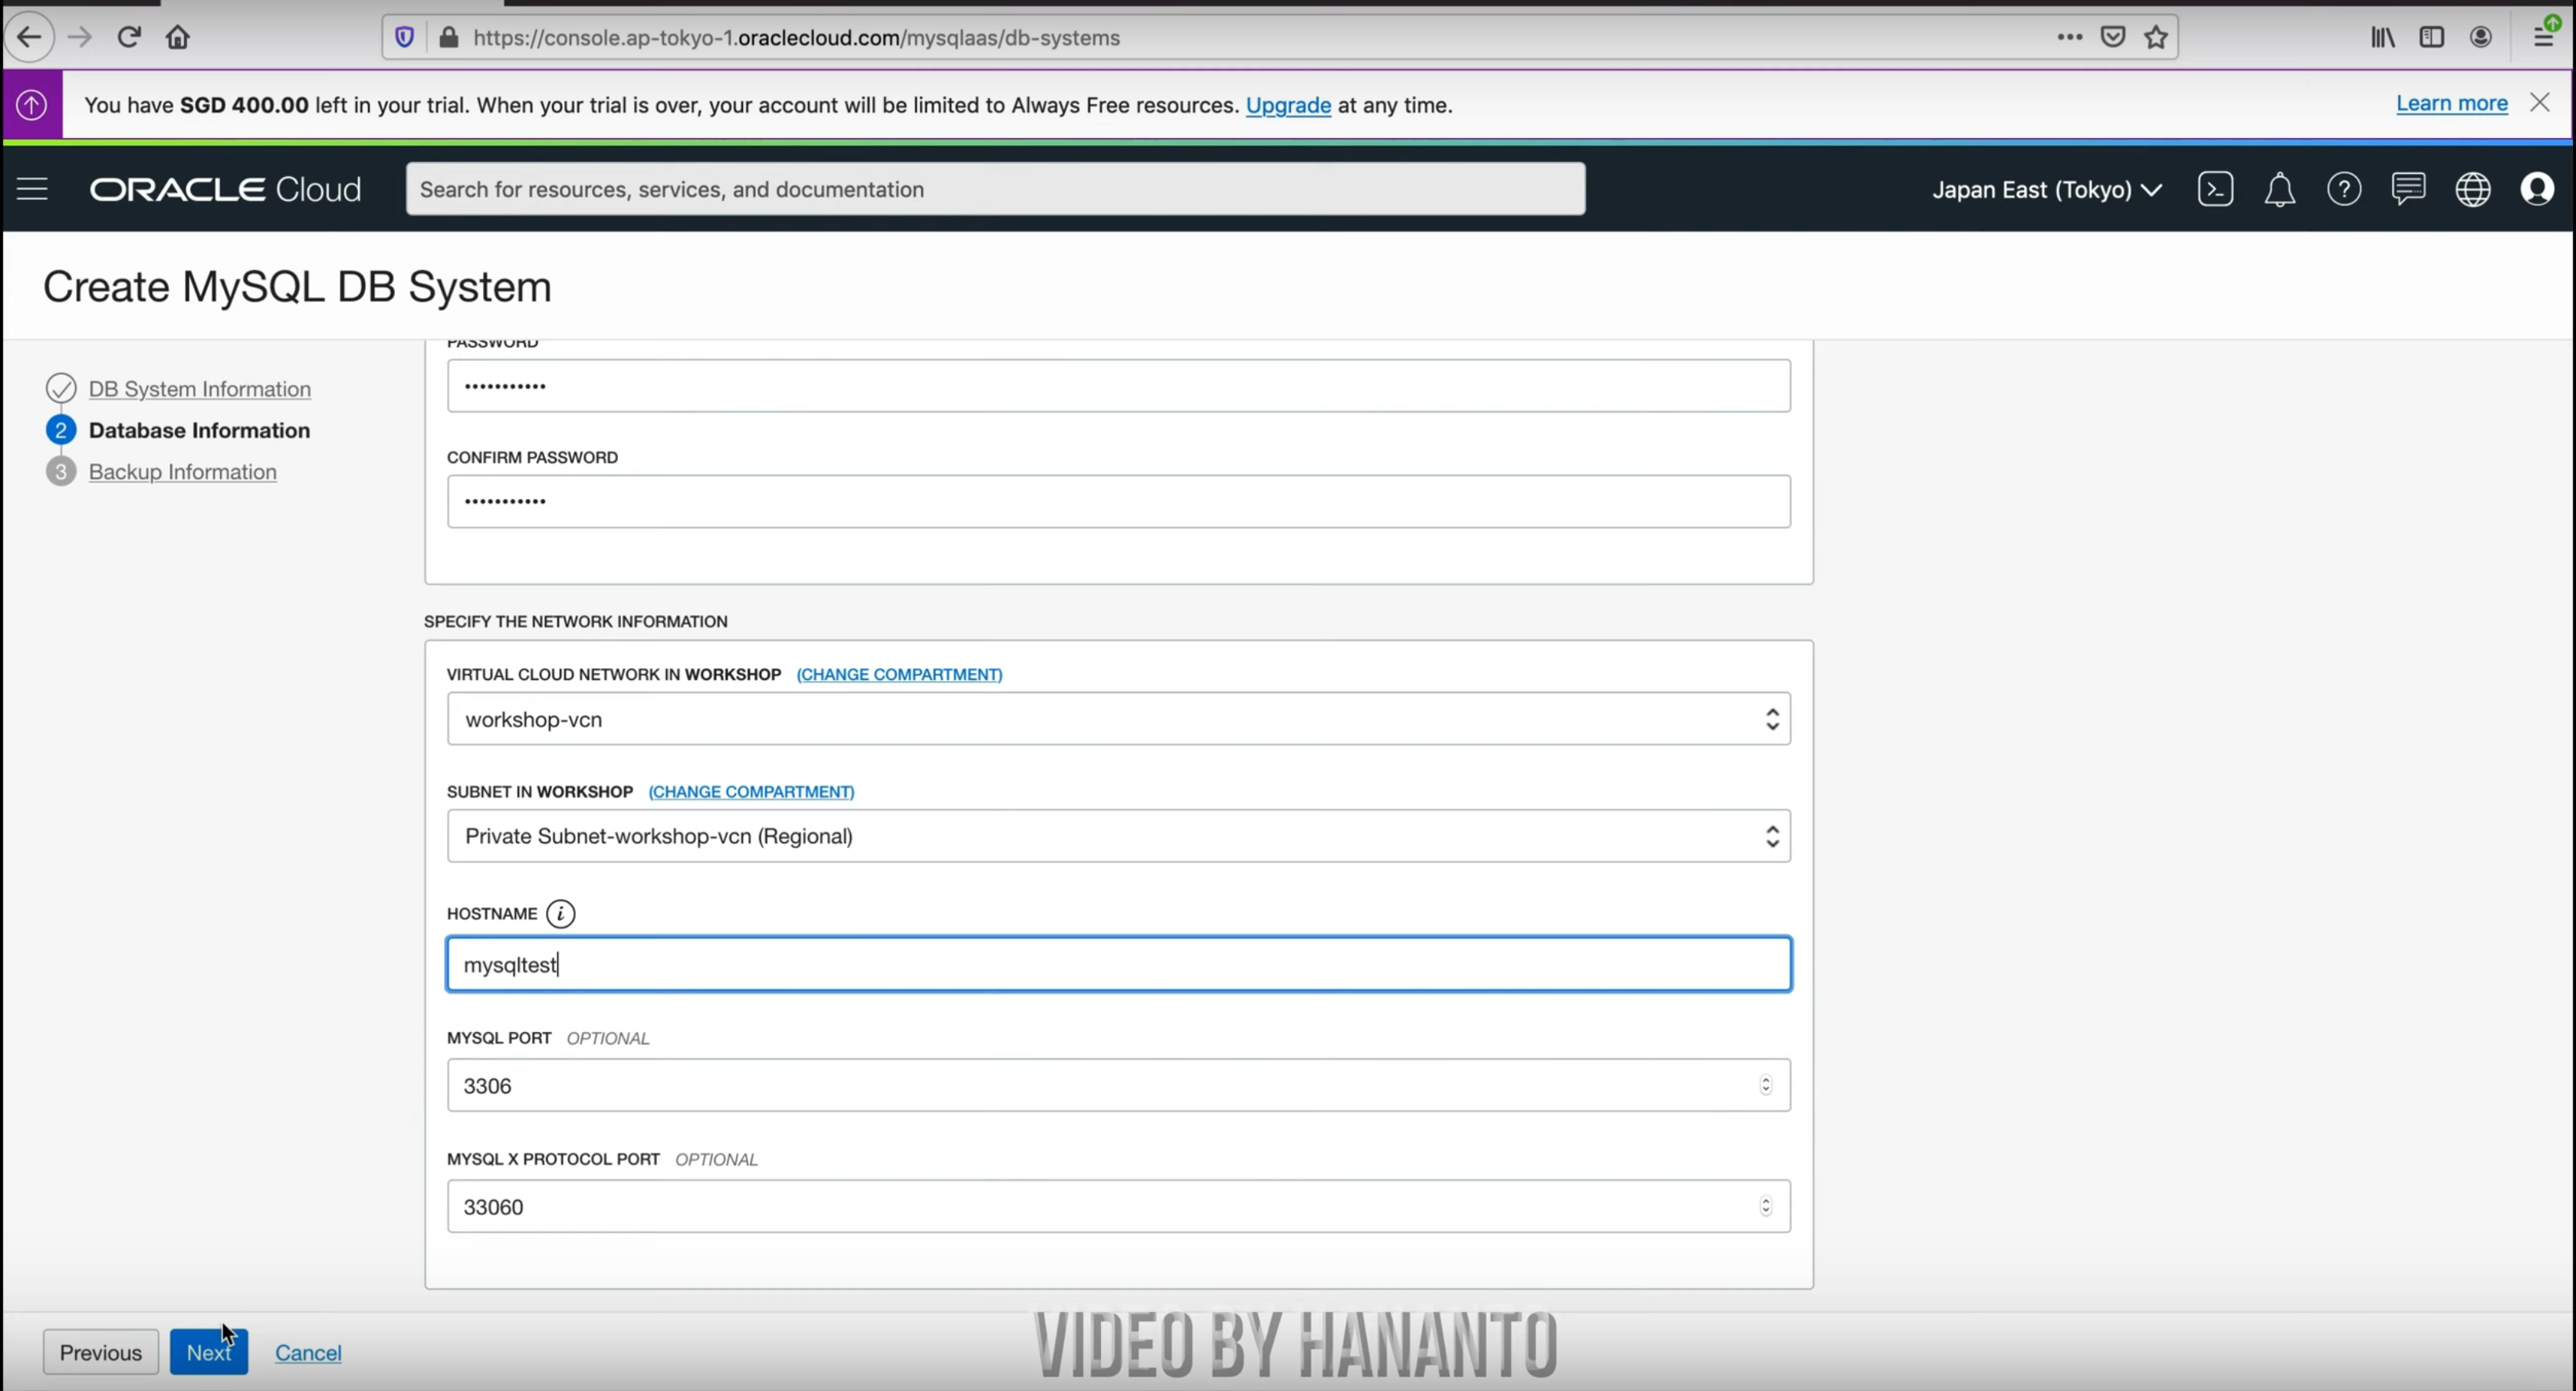 https://console.ap-tokyo-1.oraclecloud.com/mysqlaas/db-systems
You have SGD 400.00 left in your trial. When your trial is over, your account will be limited to Always Free resources. Upgrade at any time.
Learn more
ORACLE Cloud
Search for resources, services, and documentation
Japan East (Tokyo)
Create MySQL DB System
DB System Information
2 Database Information
3 Backup Information
PASSWORD
•••••••••••
CONFIRM PASSWORD
•••••••••••
SPECIFY THE NETWORK INFORMATION
VIRTUAL CLOUD NETWORK IN WORKSHOP (CHANGE COMPARTMENT)
workshop-vcn
SUBNET IN WORKSHOP (CHANGE COMPARTMENT)
Private Subnet-workshop-vcn (Regional)
HOSTNAME i
mysqltest
MYSQL PORT OPTIONAL
3306
MYSQL X PROTOCOL PORT OPTIONAL
33060
Previous
Next
Cancel
VIDEO BY HANANTO